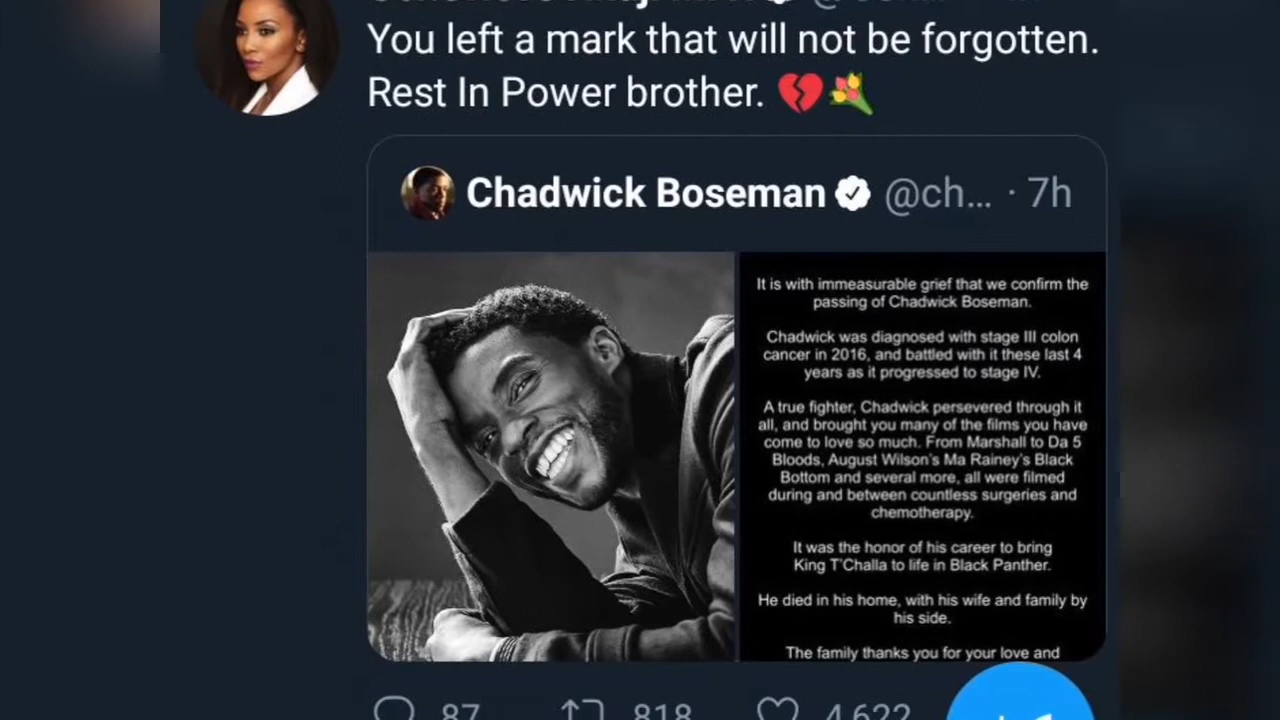 You left a mark that will not be forgotten.
Rest In Power brother. 💔💐
Chadwick Boseman @ch... · 7h
It is with immeasurable grief that we confirm the
passing of Chadwick Boseman.
Chadwick was diagnosed with stage III colon
cancer in 2016, and battled with it these last 4
years as it progressed to stage IV.
A true fighter, Chadwick persevered through it
all, and brought you many of the films you have
come to love so much. From Marshall to Da 5
Bloods, August Wilson's Ma Rainey's Black
Bottom and several more, all were filmed
during and between countless surgeries and
chemotherapy.
It was the honor of his career to bring
King T'Challa to life in Black Panther.
He died in his home, with his wife and family by
his side.
The family thanks you for your love and
87 818 4,622